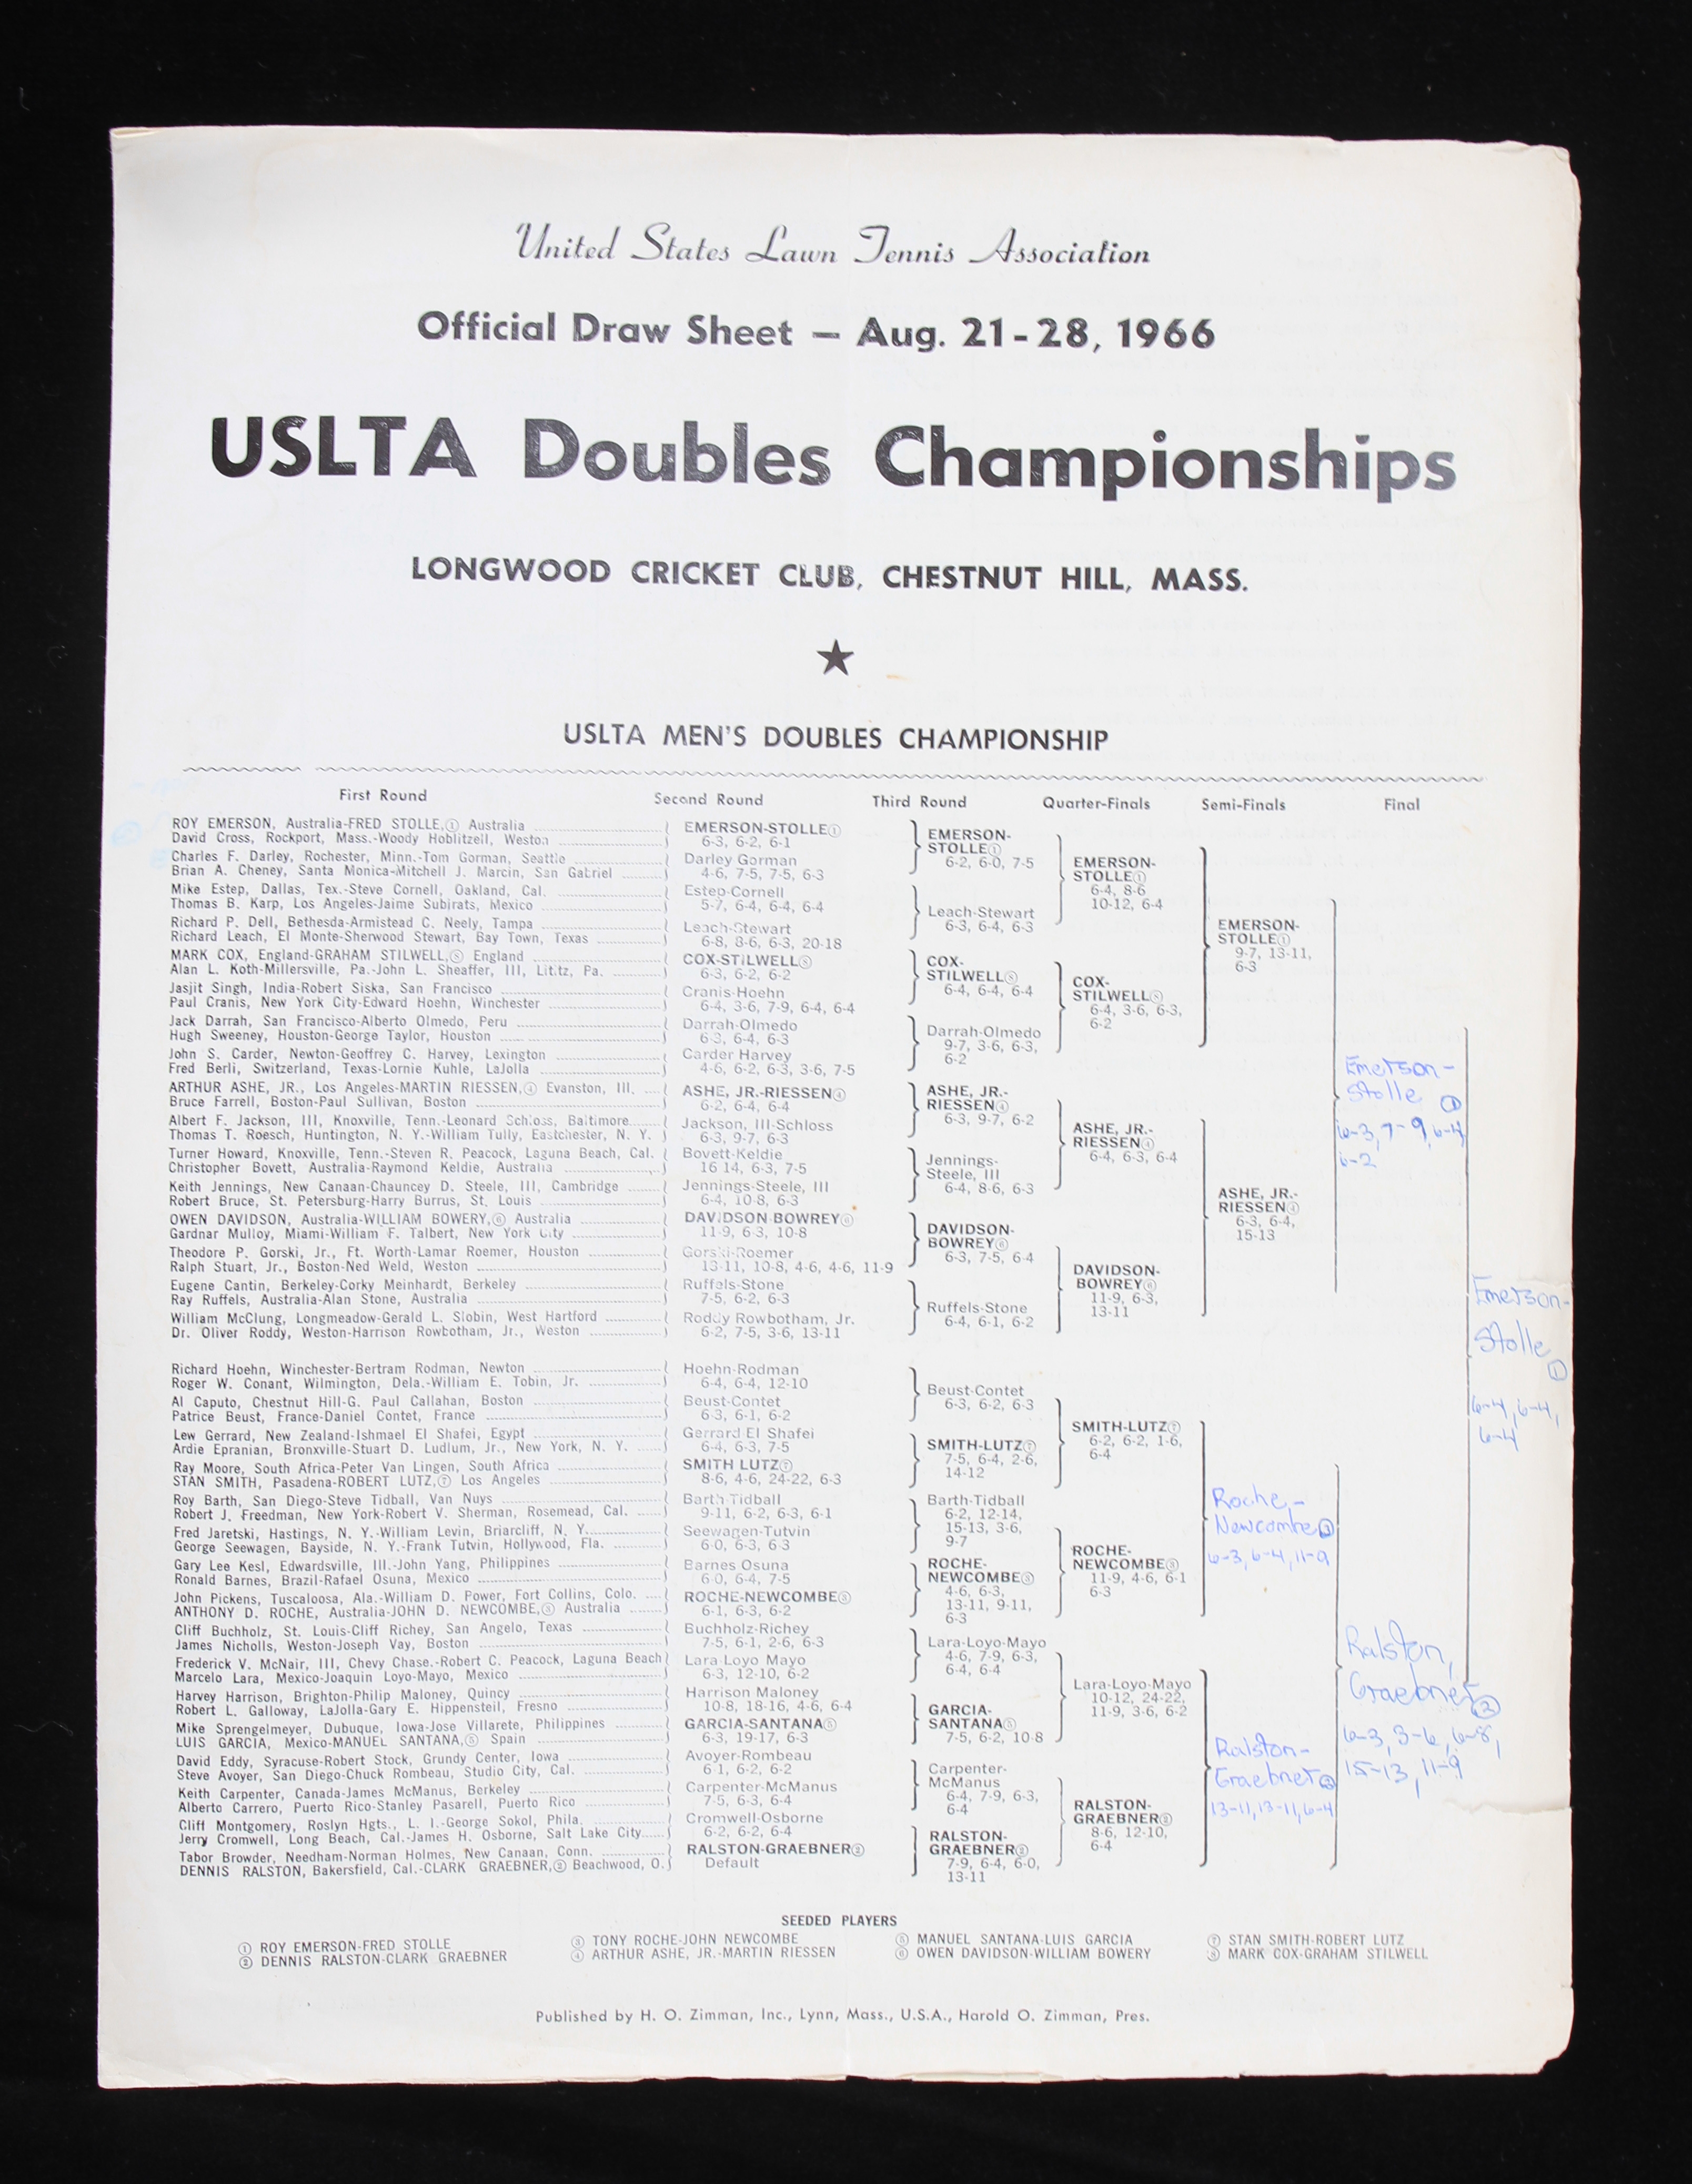 United States Lawn Tennis Association
Official Draw Sheet — Aug. 21-28, 1966
USLTA Doubles Championships
LONGWOOD CRICKET CLUB, CHESTNUT HILL, MASS.
★
USLTA MEN'S DOUBLES CHAMPIONSHIP
First Round
ROY EMERSON, Australia-FRED STOLLE,① Australia
David Cross, Rockport, Mass.-Woody Hoblitzell, Weston
Charles F. Darley, Rochester, Minn.-Tom Gorman, Seattle
Brian A. Cheney, Santa Monica-Mitchell J. Marcin, San Gabriel
Mike Estep, Dallas, Tex.-Steve Cornell, Oakland, Cal.
Thomas B. Karp, Los Angeles-Jaime Subirats, Mexico
Richard P. Dell, Bethesda-Armistead C. Neely, Tampa
Richard Leach, El Monte-Sherwood Stewart, Bay Town, Texas
MARK COX, England-GRAHAM STILWELL,⑧ England
Alan L. Koth-Millersville, Pa.-John L. Sheaffer, III, Lititz, Pa.
Jasjit Singh, India-Robert Siska, San Francisco
Paul Cranis, New York City-Edward Hoehn, Winchester
Jack Darrah, San Francisco-Alberto Olmedo, Peru
Hugh Sweeney, Houston-George Taylor, Houston
John S. Carder, Newton-Geoffrey C. Harvey, Lexington
Fred Berli, Switzerland, Texas-Lornie Kuhle, LaJolla
ARTHUR ASHE, JR., Los Angeles-MARTIN RIESSEN,④ Evanston, Ill.
Bruce Farrell, Boston-Paul Sullivan, Boston
Albert F. Jackson, III, Knoxville, Tenn.-Leonard Schloss, Baltimore
Thomas T. Roesch, Huntington, N. Y.-William Tully, Eastchester, N. Y.
Turner Howard, Knoxville, Tenn.-Steven R. Peacock, Laguna Beach, Cal.
Christopher Bovett, Australia-Raymond Keldie, Australia
Keith Jennings, New Canaan-Chauncey D. Steele, III, Cambridge
Robert Bruce, St. Petersburg-Harry Burrus, St. Louis
OWEN DAVIDSON, Australia-WILLIAM BOWERY,⑥ Australia
Gardnar Mulloy, Miami-William F. Talbert, New York City
Theodore P. Gorski, Jr., Ft. Worth-Lamar Roemer, Houston
Ralph Stuart, Jr., Boston-Ned Weld, Weston
Eugene Cantin, Berkeley-Corky Meinhardt, Berkeley
Ray Ruffels, Australia-Alan Stone, Australia
William McClung, Longmeadow-Gerald L. Slobin, West Hartford
Dr. Oliver Roddy, Weston-Harrison Rowbotham, Jr., Weston
Richard Hoehn, Winchester-Bertram Rodman, Newton
Roger W. Conant, Wilmington, Dela.-William E. Tobin, Jr.
Al Caputo, Chestnut Hill-G. Paul Callahan, Boston
Patrice Beust, France-Daniel Contet, France
Lew Gerrard, New Zealand-Ishmael El Shafei, Egypt
Ardie Epranian, Bronxville-Stuart D. Ludlum, Jr., New York, N. Y.
Ray Moore, South Africa-Peter Van Lingen, South Africa
STAN SMITH, Pasadena-ROBERT LUTZ,⑦ Los Angeles
Roy Barth, San Diego-Steve Tidball, Van Nuys
Robert J. Freedman, New York-Robert V. Sherman, Rosemead, Cal.
Fred Jaretski, Hastings, N. Y.-William Levin, Briarcliff, N. Y.
George Seewagen, Bayside, N. Y.-Frank Tutvin, Hollywood, Fla.
Gary Lee Kesl, Edwardsville, Ill.-John Yang, Philippines
Ronald Barnes, Brazil-Rafael Osuna, Mexico
John Pickens, Tuscaloosa, Ala.-William D. Power, Fort Collins, Colo.
ANTHONY D. ROCHE, Australia-JOHN D. NEWCOMBE,③ Australia
Cliff Buchholz, St. Louis-Cliff Richey, San Angelo, Texas
James Nicholls, Weston-Joseph Vay, Boston
Frederick V. McNair, III, Chevy Chase.-Robert C. Peacock, Laguna Beach
Marcelo Lara, Mexico-Joaquin Loyo-Mayo, Mexico
Harvey Harrison, Brighton-Philip Maloney, Quincy
Robert L. Galloway, LaJolla-Gary E. Hippensteil, Fresno
Mike Sprengelmeyer, Dubuque, Iowa-Jose Villarete, Philippines
LUIS GARCIA, Mexico-MANUEL SANTANA,⑤ Spain
David Eddy, Syracuse-Robert Stock, Grundy Center, Iowa
Steve Avoyer, San Diego-Chuck Rombeau, Studio City, Cal.
Keith Carpenter, Canada-James McManus, Berkeley
Alberto Carrero, Puerto Rico-Stanley Pasarell, Puerto Rico
Cliff Montgomery, Roslyn Hgts., L. I.-George Sokol, Phila.
Jerry Cromwell, Long Beach, Cal.-James H. Osborne, Salt Lake City
Tabor Browder, Needham-Norman Holmes, New Canaan, Conn.
DENNIS RALSTON, Bakersfield, Cal.-CLARK GRAEBNER,② Beachwood, O.
Second Round
EMERSON-STOLLE①
6-3, 6-2, 6-1
Darley Gorman
4-6, 7-5, 7-5, 6-3
Estep-Cornell
5-7, 6-4, 6-4, 6-4
Leach-Stewart
6-8, 8-6, 6-3, 20-18
COX-STILWELL⑧
6-3, 6-2, 6-2
Cranis-Hoehn
6-4, 3-6, 7-9, 6-4, 6-4
Darrah-Olmedo
6-3, 6-4, 6-3
Carder Harvey
4-6, 6-2, 6-3, 3-6, 7-5
ASHE, JR.-RIESSEN④
6-2, 6-4, 6-4
Jackson, III-Schloss
6-3, 9-7, 6-3
Bovett-Keldie
16 14, 6-3, 7-5
Jennings-Steele, III
6-4, 10-8, 6-3
DAVIDSON-BOWREY⑥
11-9, 6-3, 10-8
Gorski-Roemer
13-11, 10-8, 4-6, 4-6, 11-9
Ruffels-Stone
7-5, 6-2, 6-3
Roddy Rowbotham, Jr.
6-2, 7-5, 3-6, 13-11
Hoehn-Rodman
6-4, 6-4, 12-10
Beust-Contet
6-3, 6-1, 6-2
Gerrard-El Shafei
6-4, 6-3, 7-5
SMITH LUTZ⑦
8-6, 4-6, 24-22, 6-3
Barth-Tidball
9-11, 6-2, 6-3, 6-1
Seewagen-Tutvin
6-0, 6-3, 6-3
Barnes Osuna
6-0, 6-4, 7-5
ROCHE-NEWCOMBE③
6-1, 6-3, 6-2
Buchholz-Richey
7-5, 6-1, 2-6, 6-3
Lara-Loyo Mayo
6-3, 12-10, 6-2
Harrison Maloney
10-8, 18-16, 4-6, 6-4
GARCIA-SANTANA⑤
6-3, 19-17, 6-3
Avoyer-Rombeau
6-1, 6-2, 6-2
Carpenter-McManus
7-5, 6-3, 6-4
Cromwell-Osborne
6-2, 6-2, 6-4
RALSTON-GRAEBNER②
Default
Third Round
EMERSON-
STOLLE①
6-2, 6-0, 7-5
Leach-Stewart
6-3, 6-4, 6-3
COX-
STILWELL⑧
6-4, 6-4, 6-4
Darrah-Olmedo
9-7, 3-6, 6-3,
6-2
ASHE, JR.-
RIESSEN④
6-3, 9-7, 6-2
Jennings-
Steele, III
6-4, 8-6, 6-3
DAVIDSON-
BOWREY⑥
6-3, 7-5, 6-4
Ruffels-Stone
6-4, 6-1, 6-2
Beust-Contet
6-3, 6-2, 6-3
SMITH-LUTZ⑦
7-5, 6-4, 2-6,
14-12
Barth-Tidball
6-2, 12-14,
15-13, 3-6,
9-7
ROCHE-
NEWCOMBE③
4-6, 6-3,
13-11, 9-11,
6-3
Lara-Loyo-Mayo
4-6, 7-9, 6-3,
6-4, 6-4
GARCIA-
SANTANA⑤
7-5, 6-2, 10-8
Carpenter-
McManus
6-4, 7-9, 6-3,
6-4
RALSTON-
GRAEBNER②
7-9, 6-4, 6-0,
13-11
Quarter-Finals
EMERSON-
STOLLE①
6-4, 8-6
10-12, 6-4
COX-
STILWELL⑧
6-4, 3-6, 6-3,
6-2
ASHE, JR.-
RIESSEN④
6-4, 6-3, 6-4
DAVIDSON-
BOWREY⑥
11-9, 6-3,
13-11
SMITH-LUTZ⑦
6-2, 6-2, 1-6,
6-4
ROCHE-
NEWCOMBE③
11-9, 4-6, 6-1
6-3
Lara-Loyo-Mayo
10-12, 24-22,
11-9, 3-6, 6-2
RALSTON-
GRAEBNER②
8-6, 12-10,
6-4
Semi-Finals
EMERSON-
STOLLE①
9-7, 13-11,
6-3
ASHE, JR.-
RIESSEN④
6-3, 6-4,
15-13
Roche-
Newcombe③
6-3, 6-4, 11-9
Ralston-
Graebner②
13-11, 13-11, 6-4
Final
Emerson-
Stolle ①
6-3, 7-9, 6-4,
6-2
Ralston,
Graebner②
6-3, 3-6, 6-8,
15-13, 11-9
Emerson-
Stolle ①
6-4, 6-4,
6-4
SEEDED PLAYERS
① ROY EMERSON-FRED STOLLE
② DENNIS RALSTON-CLARK GRAEBNER
③ TONY ROCHE-JOHN NEWCOMBE
④ ARTHUR ASHE, JR.-MARTIN RIESSEN
⑤ MANUEL SANTANA-LUIS GARCIA
⑥ OWEN DAVIDSON-WILLIAM BOWERY
⑦ STAN SMITH-ROBERT LUTZ
⑧ MARK COX-GRAHAM STILWELL
Published by H. O. Zimman, Inc., Lynn, Mass., U.S.A., Harold O. Zimman, Pres.